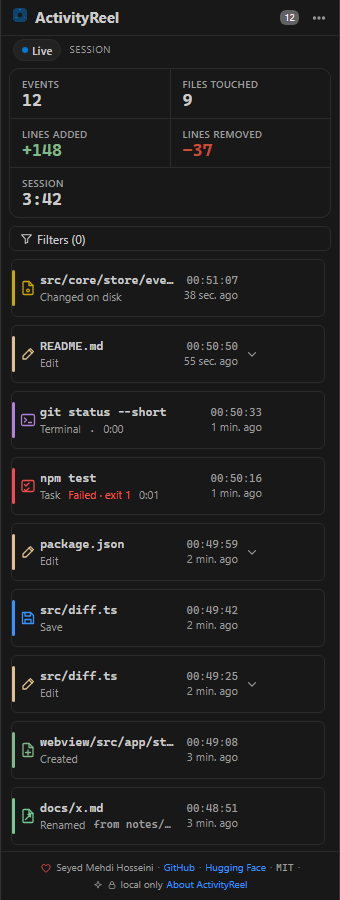 ActivityReel 12
Live SESSION
EVENTS FILES TOUCHED
12 9
LINES ADDED LINES REMOVED
+148 −37
SESSION
3:42
Filters (0)
src/core/store/eve… 00:51:07
Changed on disk 38 sec. ago
README.md 00:50:50
Edit 55 sec. ago
git status --short 00:50:33
Terminal · 0:00 1 min. ago
npm test 00:50:16
Task Failed · exit 1 0:01 1 min. ago
package.json 00:49:59
Edit 2 min. ago
src/diff.ts 00:49:42
Save 2 min. ago
src/diff.ts 00:49:25
Edit 2 min. ago
webview/src/app/st… 00:49:08
Created 3 min. ago
docs/x.md 00:48:51
Renamed from notes/… 3 min. ago
Seyed Mehdi Hosseini · GitHub · Hugging Face · MIT ·
local only About ActivityReel